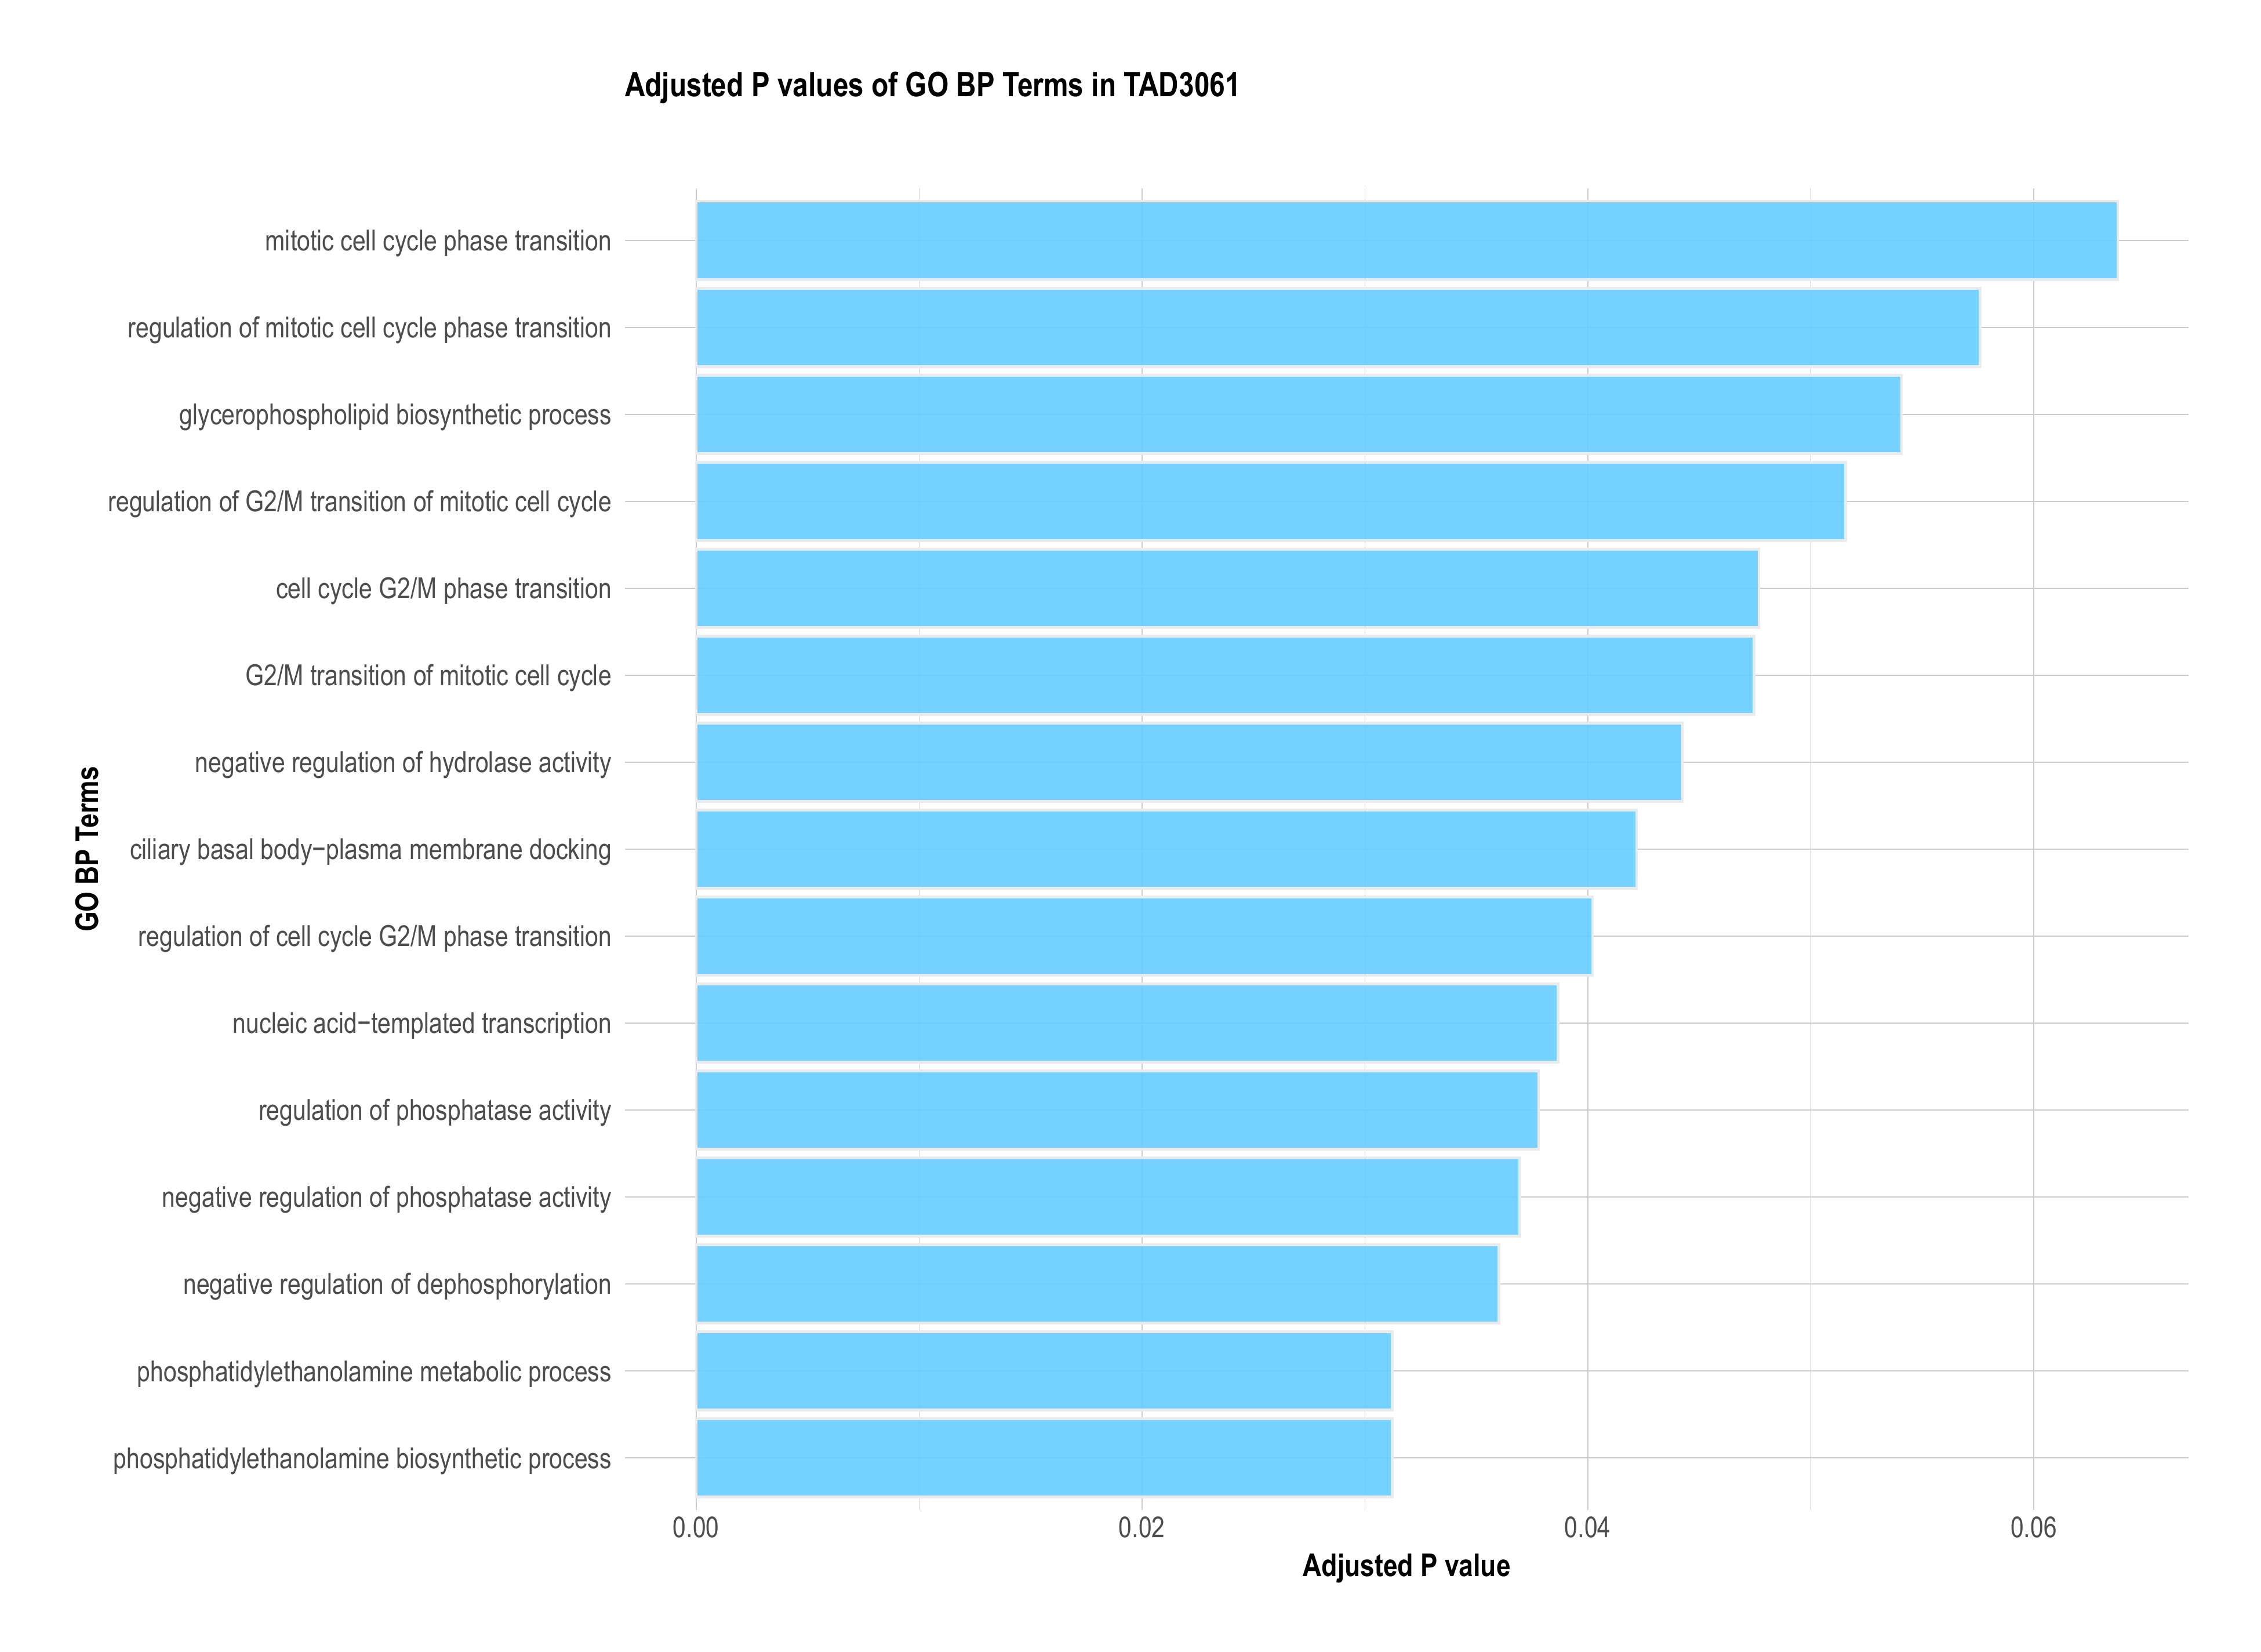 Adjusted P values of GO BP Terms in TAD3061
mitotic cell cycle phase transition
regulation of mitotic cell cycle phase transition
glycerophospholipid biosynthetic process
regulation of G2/M transition of mitotic cell cycle
cell cycle G2/M phase transition
G2/M transition of mitotic cell cycle
negative regulation of hydrolase activity
ciliary basal body−plasma membrane docking
regulation of cell cycle G2/M phase transition
nucleic acid−templated transcription
regulation of phosphatase activity
negative regulation of phosphatase activity
negative regulation of dephosphorylation
phosphatidylethanolamine metabolic process
phosphatidylethanolamine biosynthetic process
GO BP Terms
0.00 0.02 0.04 0.06
Adjusted P value